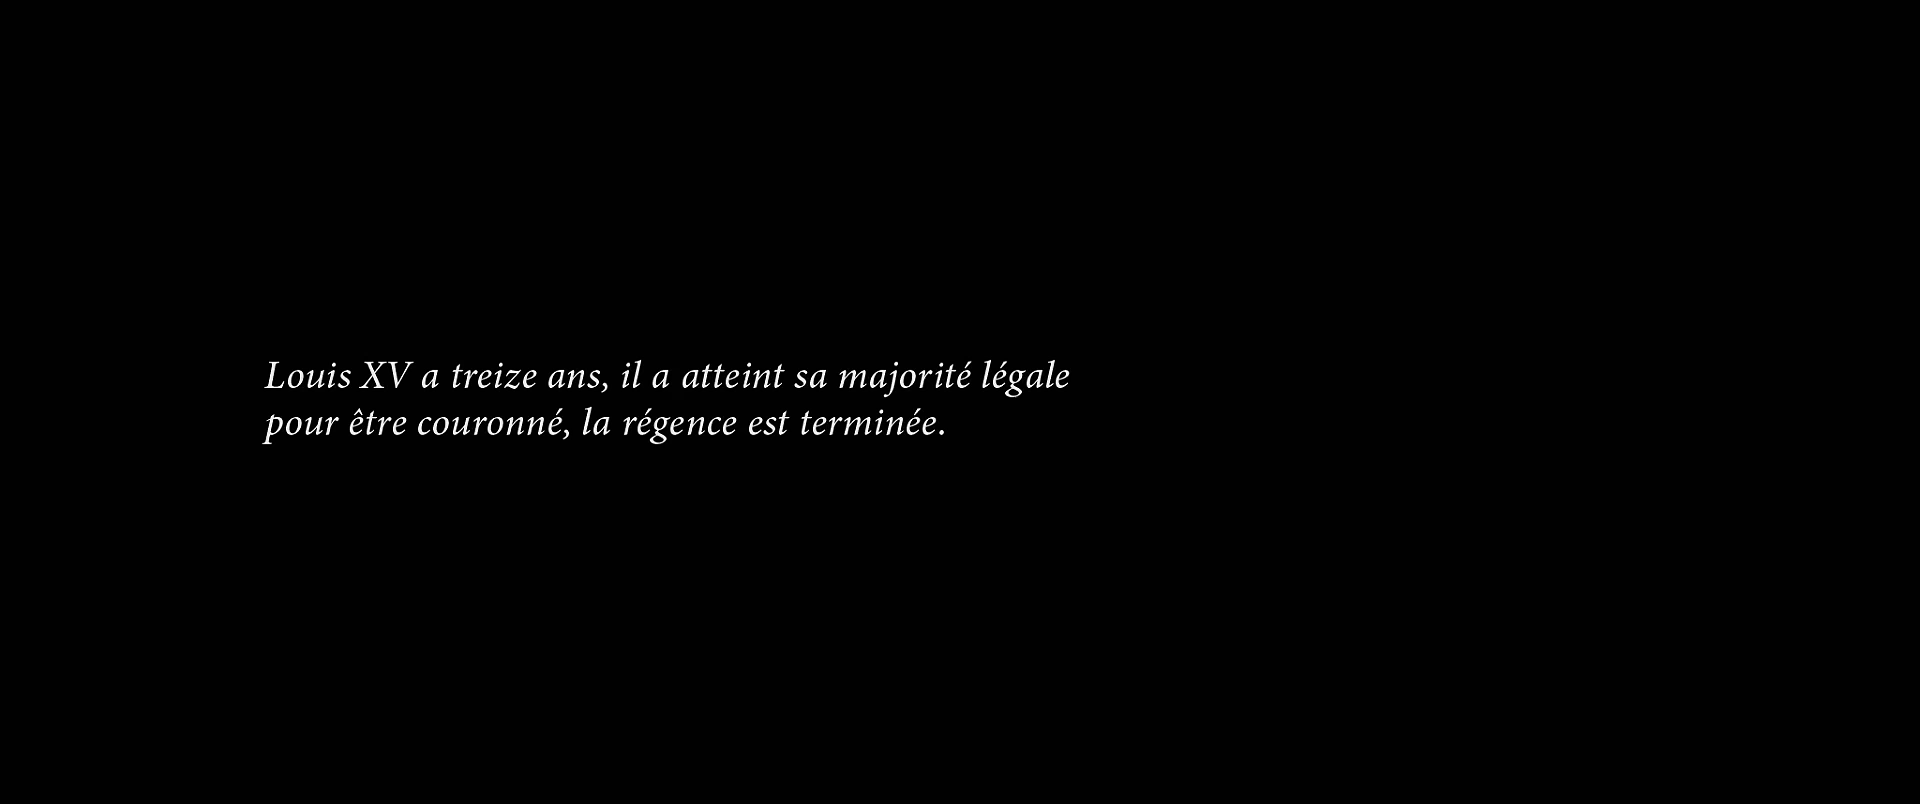 Louis XV a treize ans, il a atteint sa majorité légale
pour être couronné, la régence est terminée.